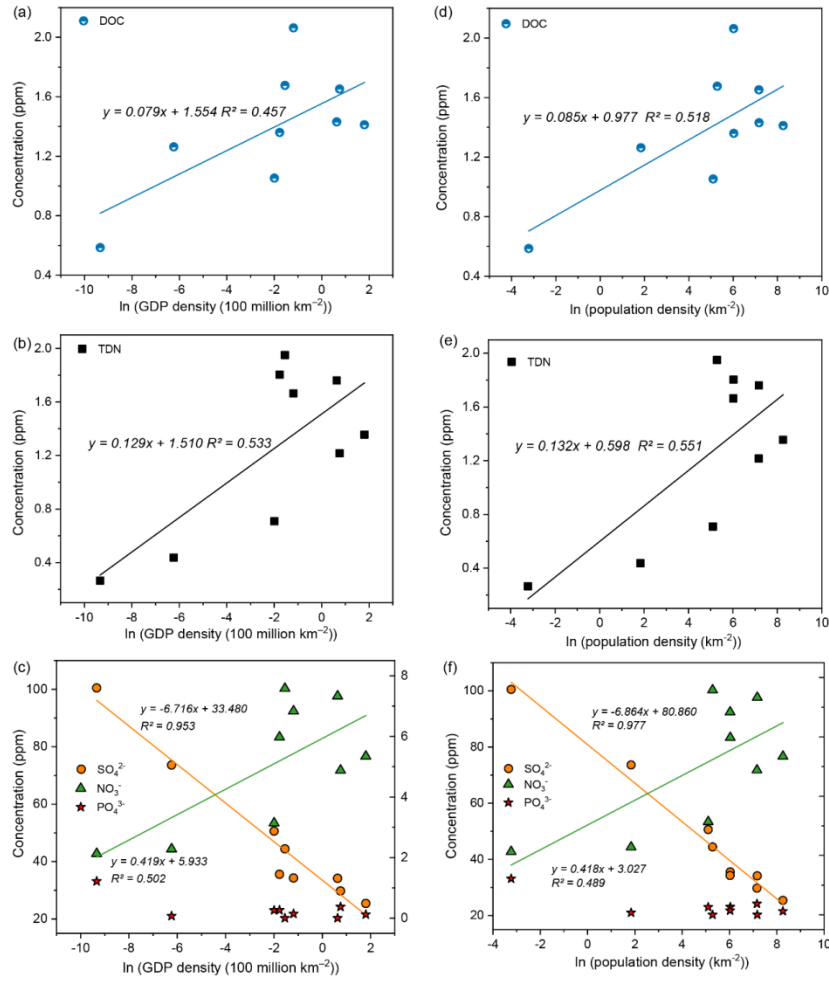 (a)
DOC
2.0
1.6
1.2
0.8
0.4
Concentration (ppm)
y = 0.079x + 1.554 R² = 0.457
-10 -8 -6 -4 -2 0 2
ln (GDP density (100 million km⁻²))
(d)
DOC
2.0
1.6
1.2
0.8
0.4
Concentration (ppm)
y = 0.085x + 0.977 R² = 0.518
-4 -2 0 2 4 6 8 10
ln (population density (km⁻²))
(b)
TDN
2.0
1.6
1.2
0.8
0.4
Concentration (ppm)
y = 0.129x + 1.510 R² = 0.533
-10 -8 -6 -4 -2 0 2
ln (GDP density (100 million km⁻²))
(e)
TDN
2.0
1.6
1.2
0.8
0.4
Concentration (ppm)
y = 0.132x + 0.598 R² = 0.551
-4 -2 0 2 4 6 8 10
ln (population density (km⁻²))
(c)
100
80
60
40
20
Concentration (ppm)
y = -6.716x + 33.480
R² = 0.953
SO₄²⁻
NO₃⁻
PO₄³⁻
y = 0.419x + 5.933
R² = 0.502
8
7
6
5
4
3
2
1
0
-10 -8 -6 -4 -2 0 2
ln (GDP density (100 million km⁻²))
(f)
100
80
60
40
20
Concentration (ppm)
y = -6.864x + 80.860
R² = 0.977
SO₄²⁻
NO₃⁻
PO₄³⁻
y = 0.418x + 3.027
R² = 0.489
-4 -2 0 2 4 6 8 10
ln (population density (km⁻²))